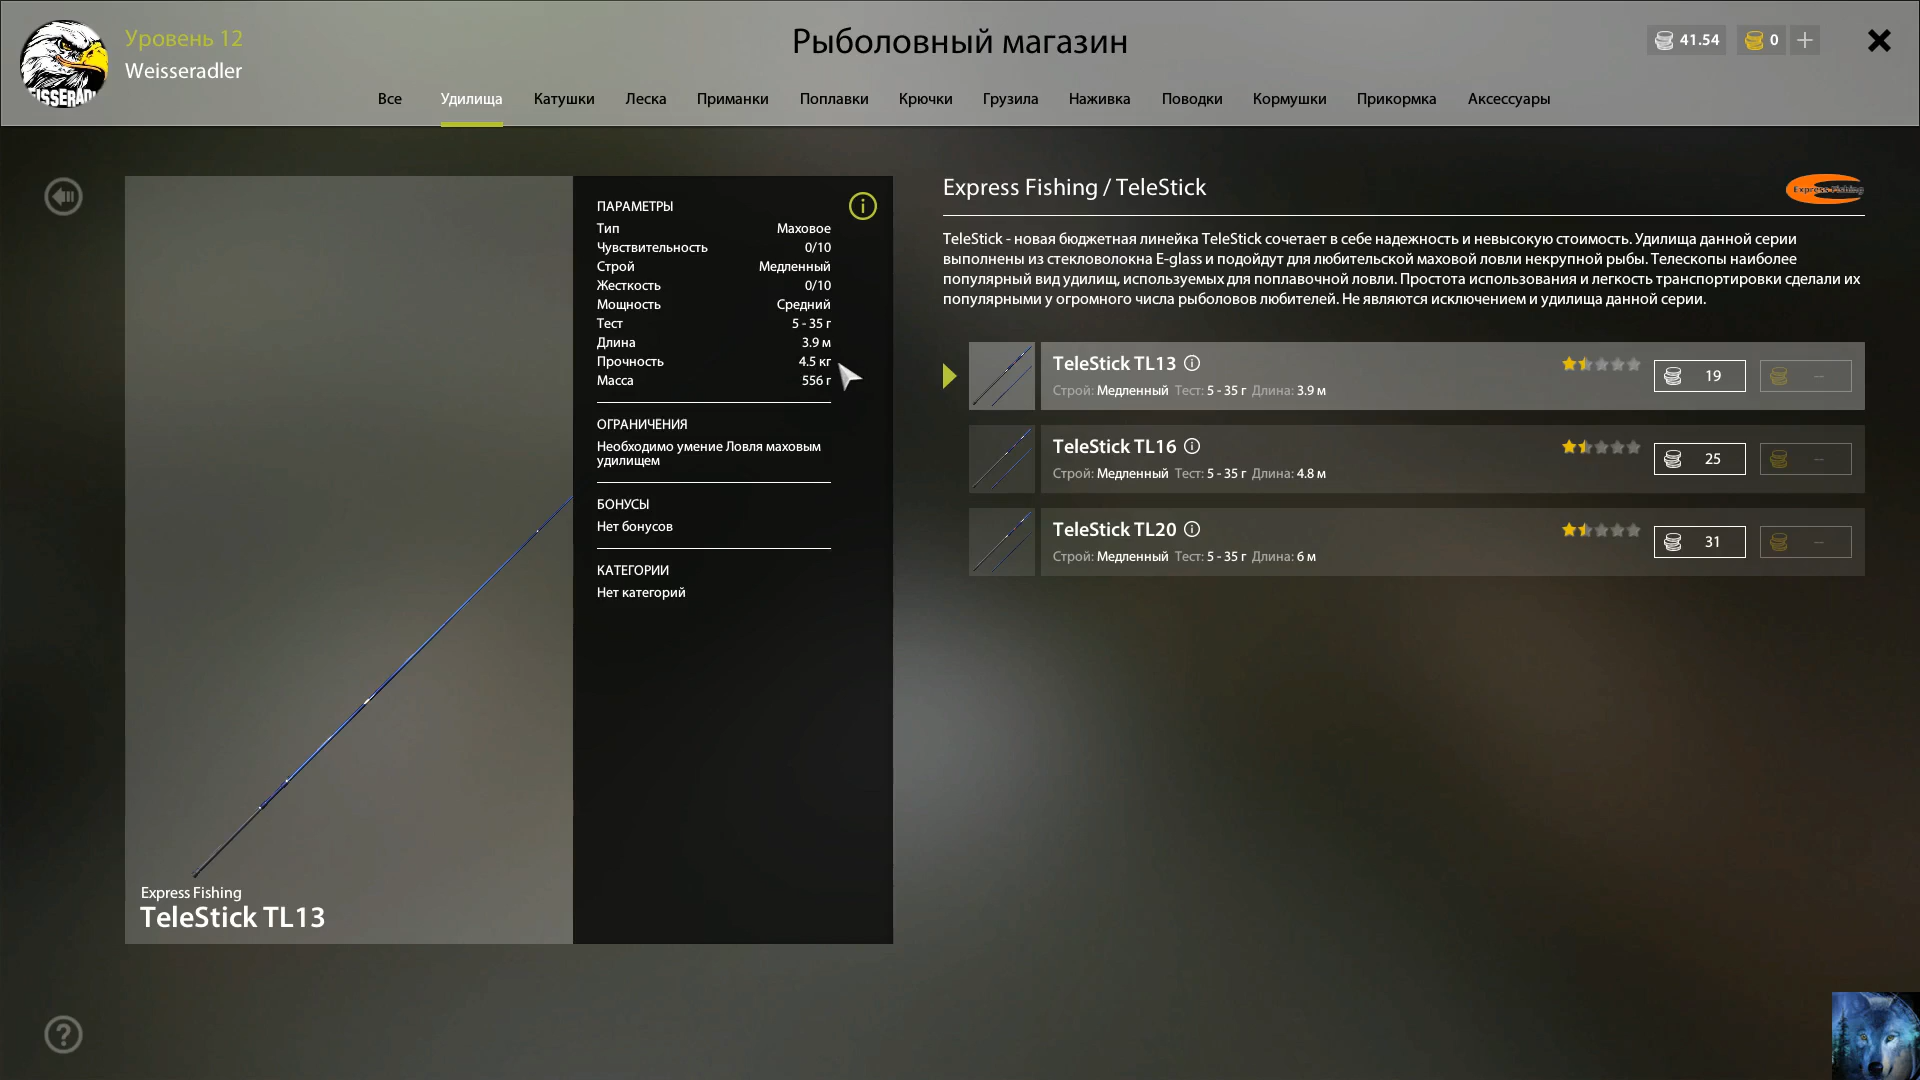 Уровень 12
Weisseradler
Рыболовный магазин
41.54
0
Все Удилища Катушки Леска Приманки Поплавки Крючки Грузила Наживка Поводки Кормушки Прикормка Аксессуары
ПАРАМЕТРЫ
Тип Маховое
Чувствительность 0/10
Строй Медленный
Жесткость 0/10
Мощность Средний
Тест 5 - 35 г
Длина 3.9 м
Прочность 4.5 кг
Масса 556 г
ОГРАНИЧЕНИЯ
Необходимо умение Ловля маховым
удилищем
БОНУСЫ
Нет бонусов
КАТЕГОРИИ
Нет категорий
Express Fishing
TeleStick TL13
Express Fishing / TeleStick
Express Fishing
TeleStick - новая бюджетная линейка TeleStick сочетает в себе надежность и невысокую стоимость. Удилища данной серии
выполнены из стекловолокна E-glass и подойдут для любительской маховой ловли некрупной рыбы. Телескопы наиболее
популярный вид удилищ, используемых для поплавочной ловли. Простота использования и легкость транспортировки сделали их
популярными у огромного числа рыболовов любителей. Не являются исключением и удилища данной серии.
TeleStick TL13
Строй: Медленный Тест: 5 - 35 г Длина: 3.9 м
19 --
TeleStick TL16
Строй: Медленный Тест: 5 - 35 г Длина: 4.8 м
25 --
TeleStick TL20
Строй: Медленный Тест: 5 - 35 г Длина: 6 м
31 --